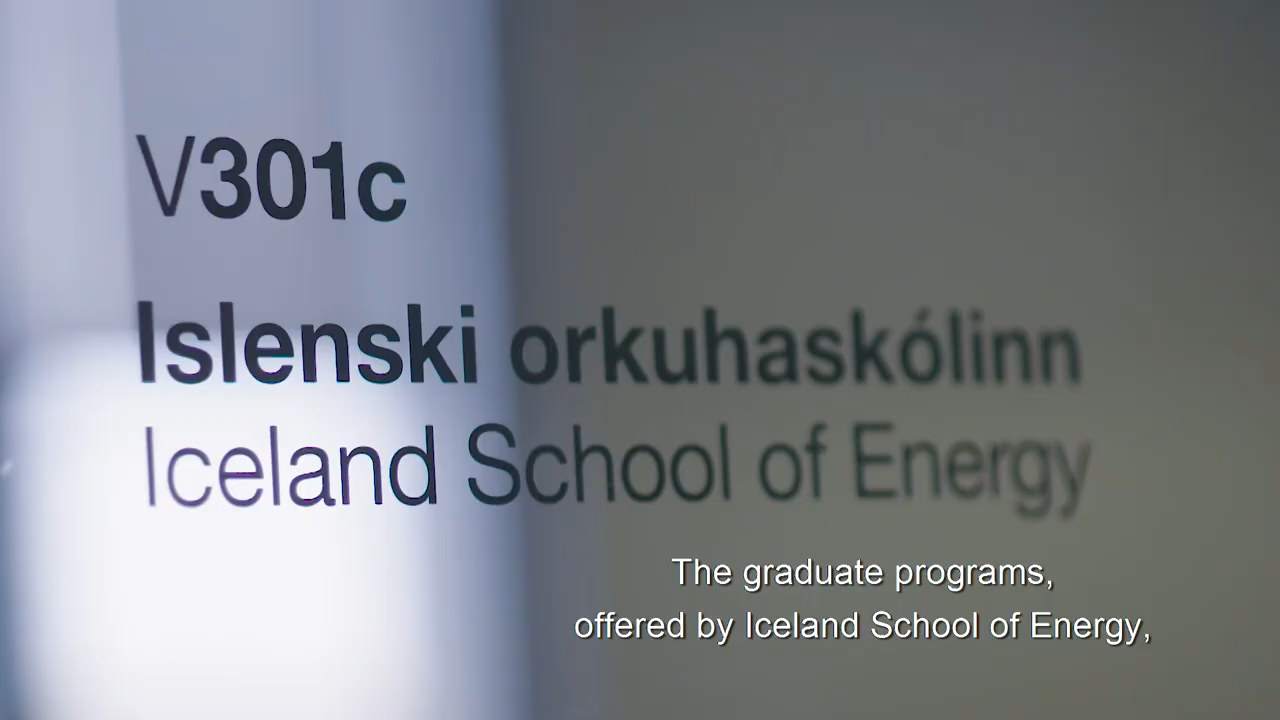 V301c
Islenski orkuhaskólinn
Iceland School of Energy
The graduate programs,
offered by Iceland School of Energy,